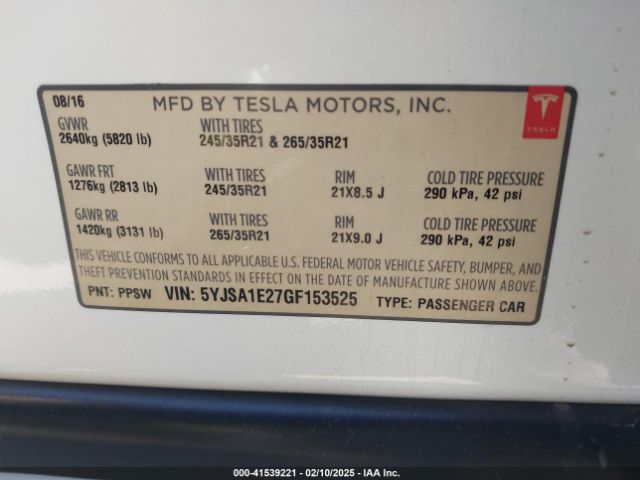 08/16 MFD BY TESLA MOTORS, INC.
TESLA
GVWR WITH TIRES
2640kg (5820 lb) 245/35R21 & 265/35R21
GAWR FRT WITH TIRES RIM COLD TIRE PRESSURE
1276kg (2813 lb) 245/35R21 21X8.5 J 290 kPa, 42 psi
GAWR RR WITH TIRES RIM COLD TIRE PRESSURE
1420kg (3131 lb) 265/35R21 21X9.0 J 290 kPa, 42 psi
THIS VEHICLE CONFORMS TO ALL APPLICABLE U.S. FEDERAL MOTOR VEHICLE SAFETY, BUMPER, AND
THEFT PREVENTION STANDARDS IN EFFECT ON THE DATE OF MANUFACTURE SHOWN ABOVE.
PNT: PPSW VIN: 5YJSA1E27GF153525 TYPE: PASSENGER CAR
000-41539221 - 02/10/2025 - IAA Inc.